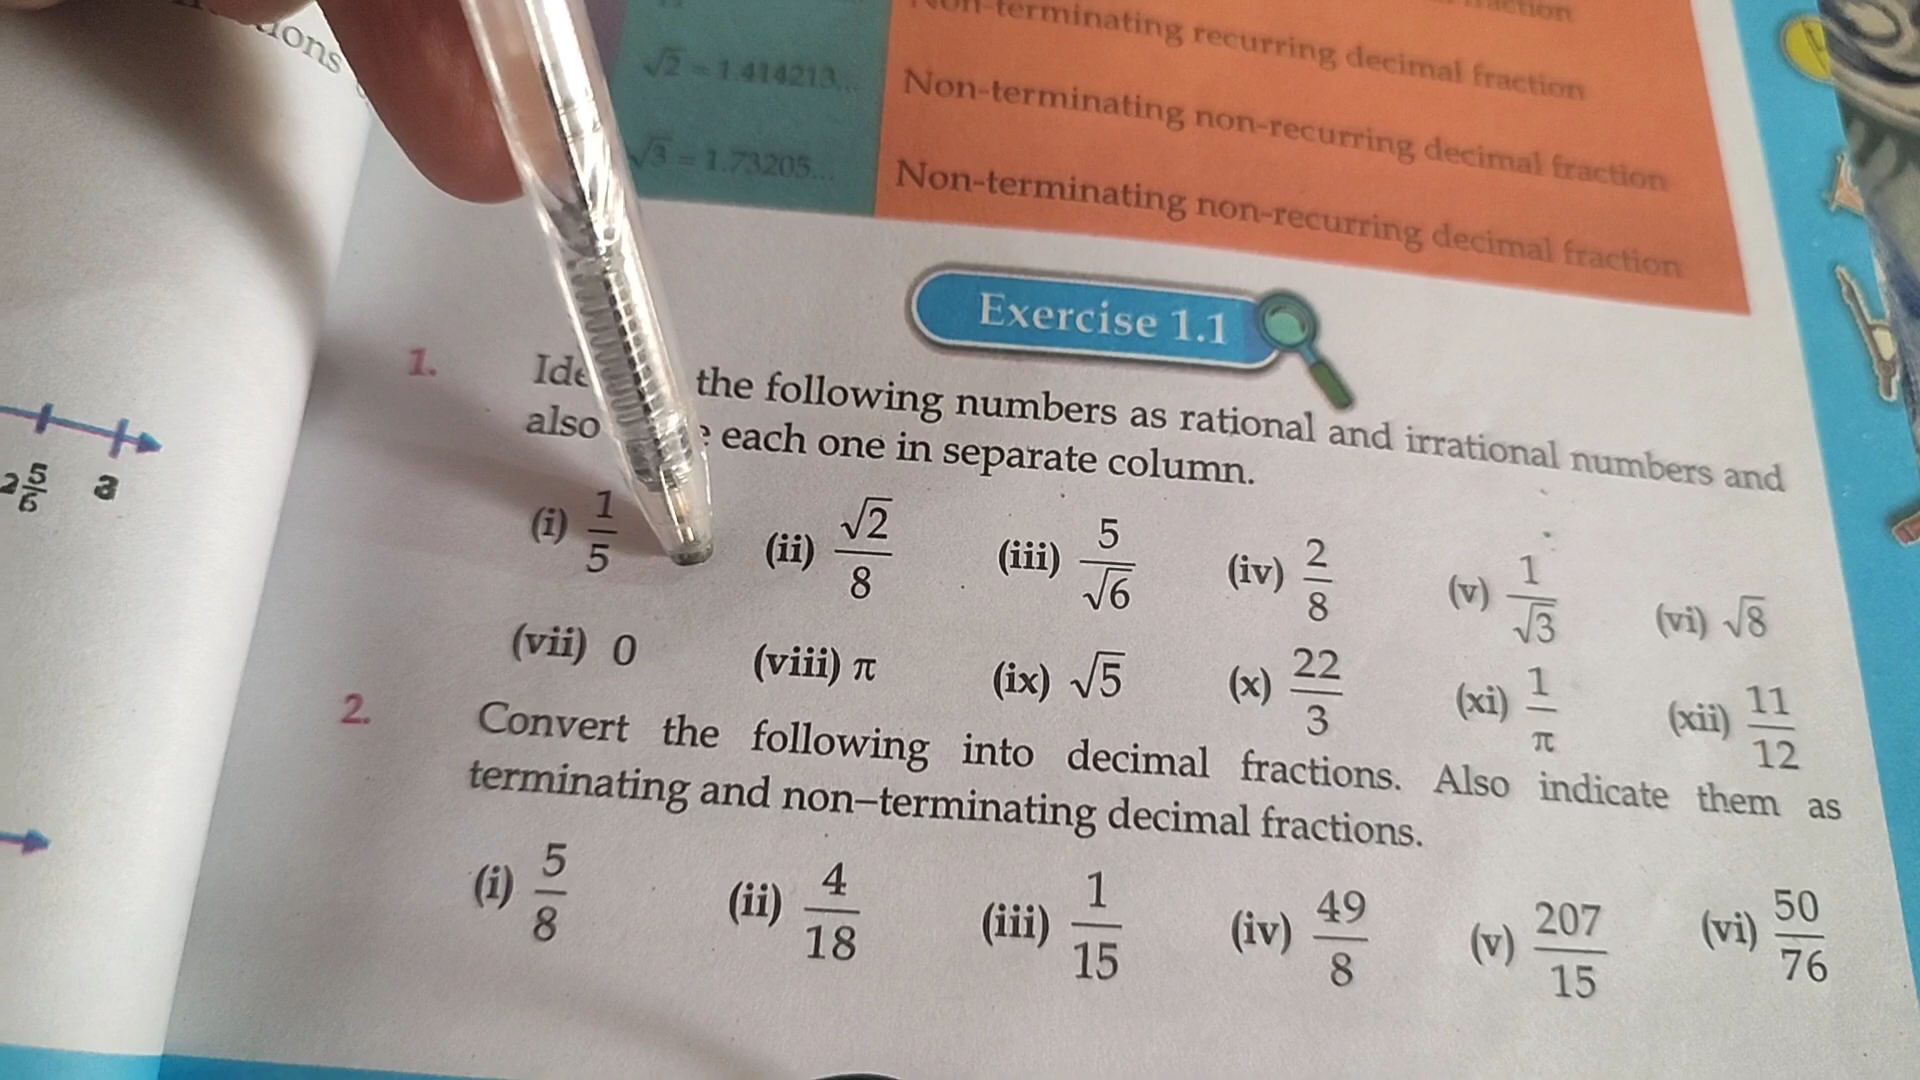 ions
√2 = 1.414213...
√3 = 1.73205...
Non-terminating recurring decimal fraction
Non-terminating non-recurring decimal fraction
Non-terminating non-recurring decimal fraction
2 5/6 a
Exercise 1.1
1. the following numbers as rational and irrational numbers and
also each one in separate column.
(i) 1/5 (ii) √2/8 (iii) 5/√6 (iv) 2/8 (v) 1/√3 (vi) √8
(vii) 0 (viii) π (ix) √5 (x) 22/3 (xi) 1/π (xii) 11/12
2. Convert the following into decimal fractions. Also indicate them as
terminating and non–terminating decimal fractions.
(i) 5/8 (ii) 4/18 (iii) 1/15 (iv) 49/8 (v) 207/15 (vi) 50/76